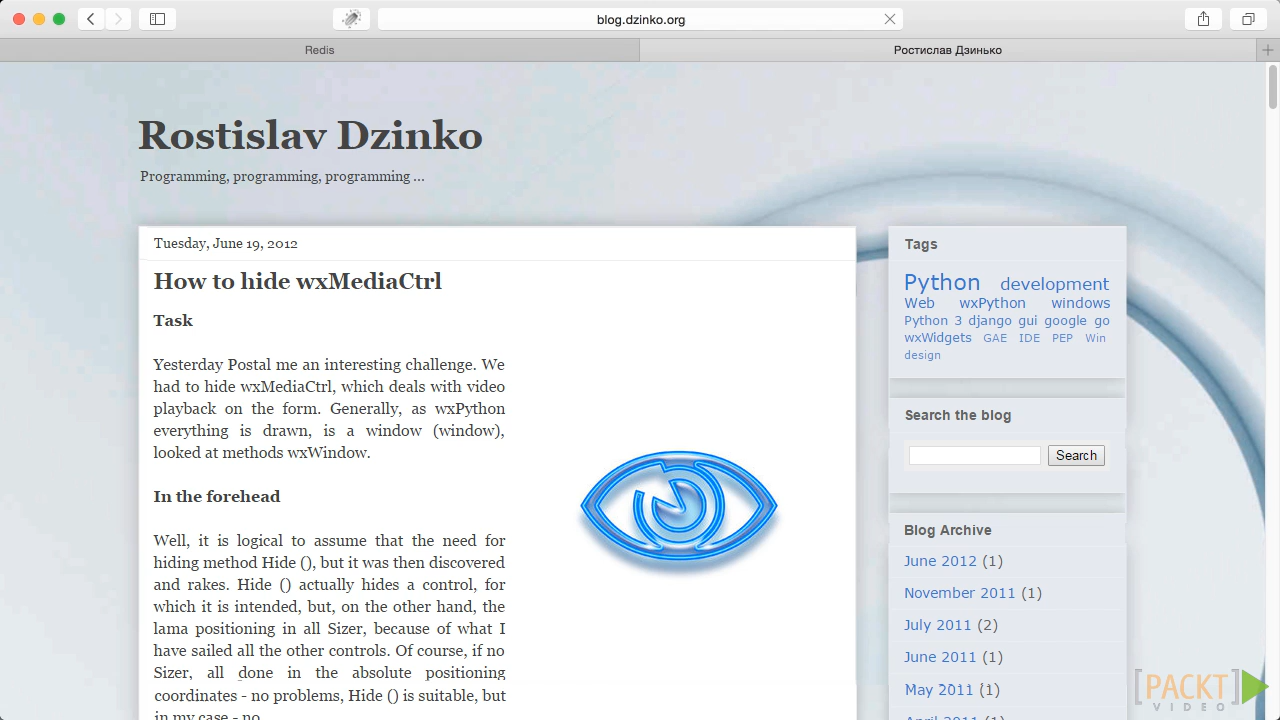 blog.dzinko.org
Redis
Ростислав Дзинько
Rostislav Dzinko
Programming, programming, programming ...
Tuesday, June 19, 2012
How to hide wxMediaCtrl
Task
Yesterday Postal me an interesting challenge. We
had to hide wxMediaCtrl, which deals with video
playback on the form. Generally, as wxPython
everything is drawn, is a window (window),
looked at methods wxWindow.
In the forehead
Well, it is logical to assume that the need for
hiding method Hide (), but it was then discovered
and rakes. Hide () actually hides a control, for
which it is intended, but, on the other hand, the
lama positioning in all Sizer, because of what I
have sailed all the other controls. Of course, if no
Sizer, all done in the absolute positioning
coordinates - no problems, Hide () is suitable, but
in my case - no
Tags
Python development
Web wxPython windows
Python 3 django gui google go
wxWidgets GAE IDE PEP Win
design
Search the blog
Search
Blog Archive
June 2012 (1)
November 2011 (1)
July 2011 (2)
June 2011 (1)
May 2011 (1)
April 2011 (1)
[PACKT]
VIDEO